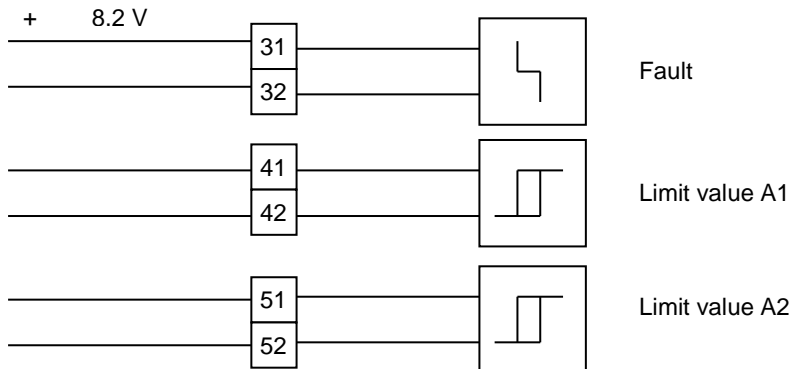 + 8.2 V
31
32
Fault
41
42
Limit value A1
51
52
Limit value A2